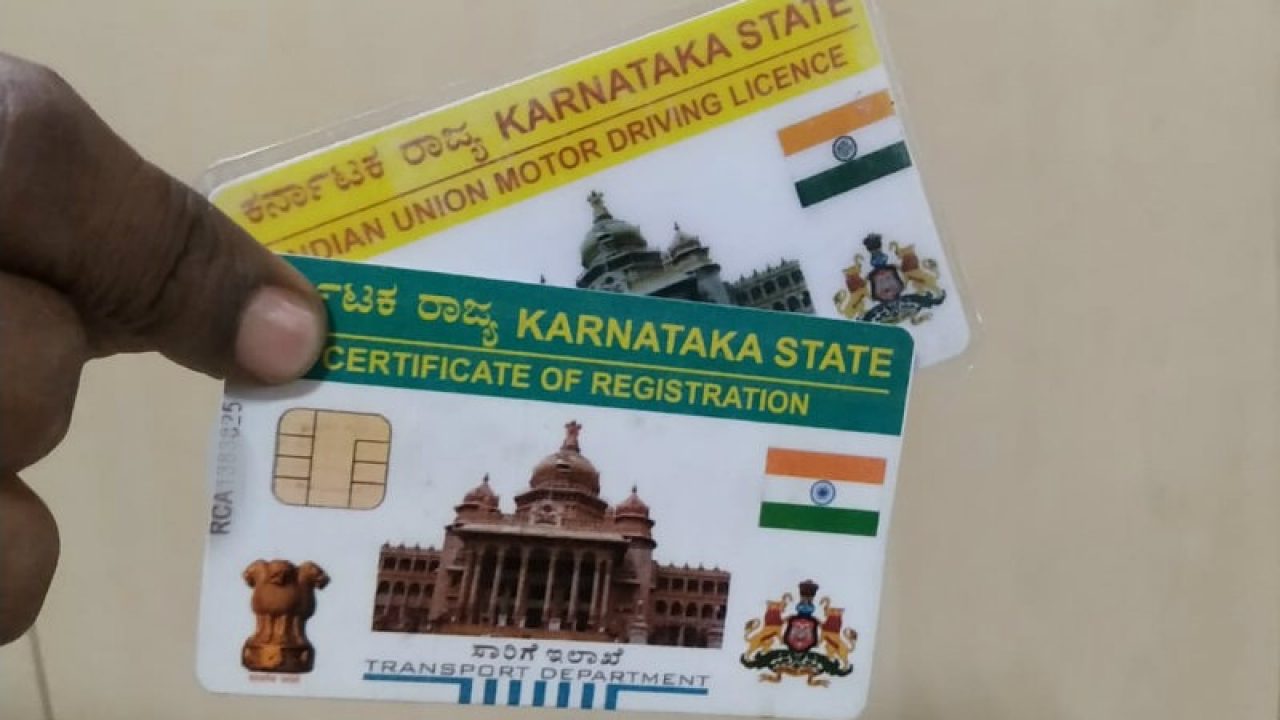 ಕರ್ನಾಟಕ ರಾಜ್ಯ KARNATAKA STATE
INDIAN UNION MOTOR DRIVING LICENCE
ರ್ನಾಟಕ ರಾಜ್ಯ KARNATAKA STATE
CERTIFICATE OF REGISTRATION
ಸಾರಿಗೆ ಇಲಾಖೆ
TRANSPORT DEPARTMENT